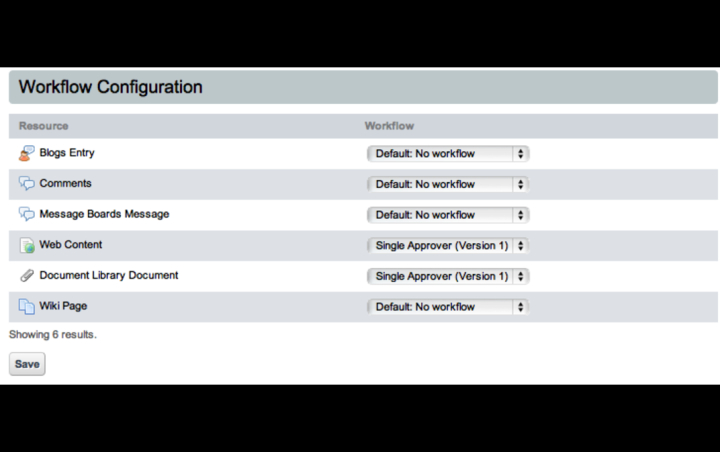 Workflow Configuration
Resource Workflow
Blogs Entry Default: No workflow
Comments Default: No workflow
Message Boards Message Default: No workflow
Web Content Single Approver (Version 1)
Document Library Document Single Approver (Version 1)
Wiki Page Default: No workflow
Showing 6 results.
Save